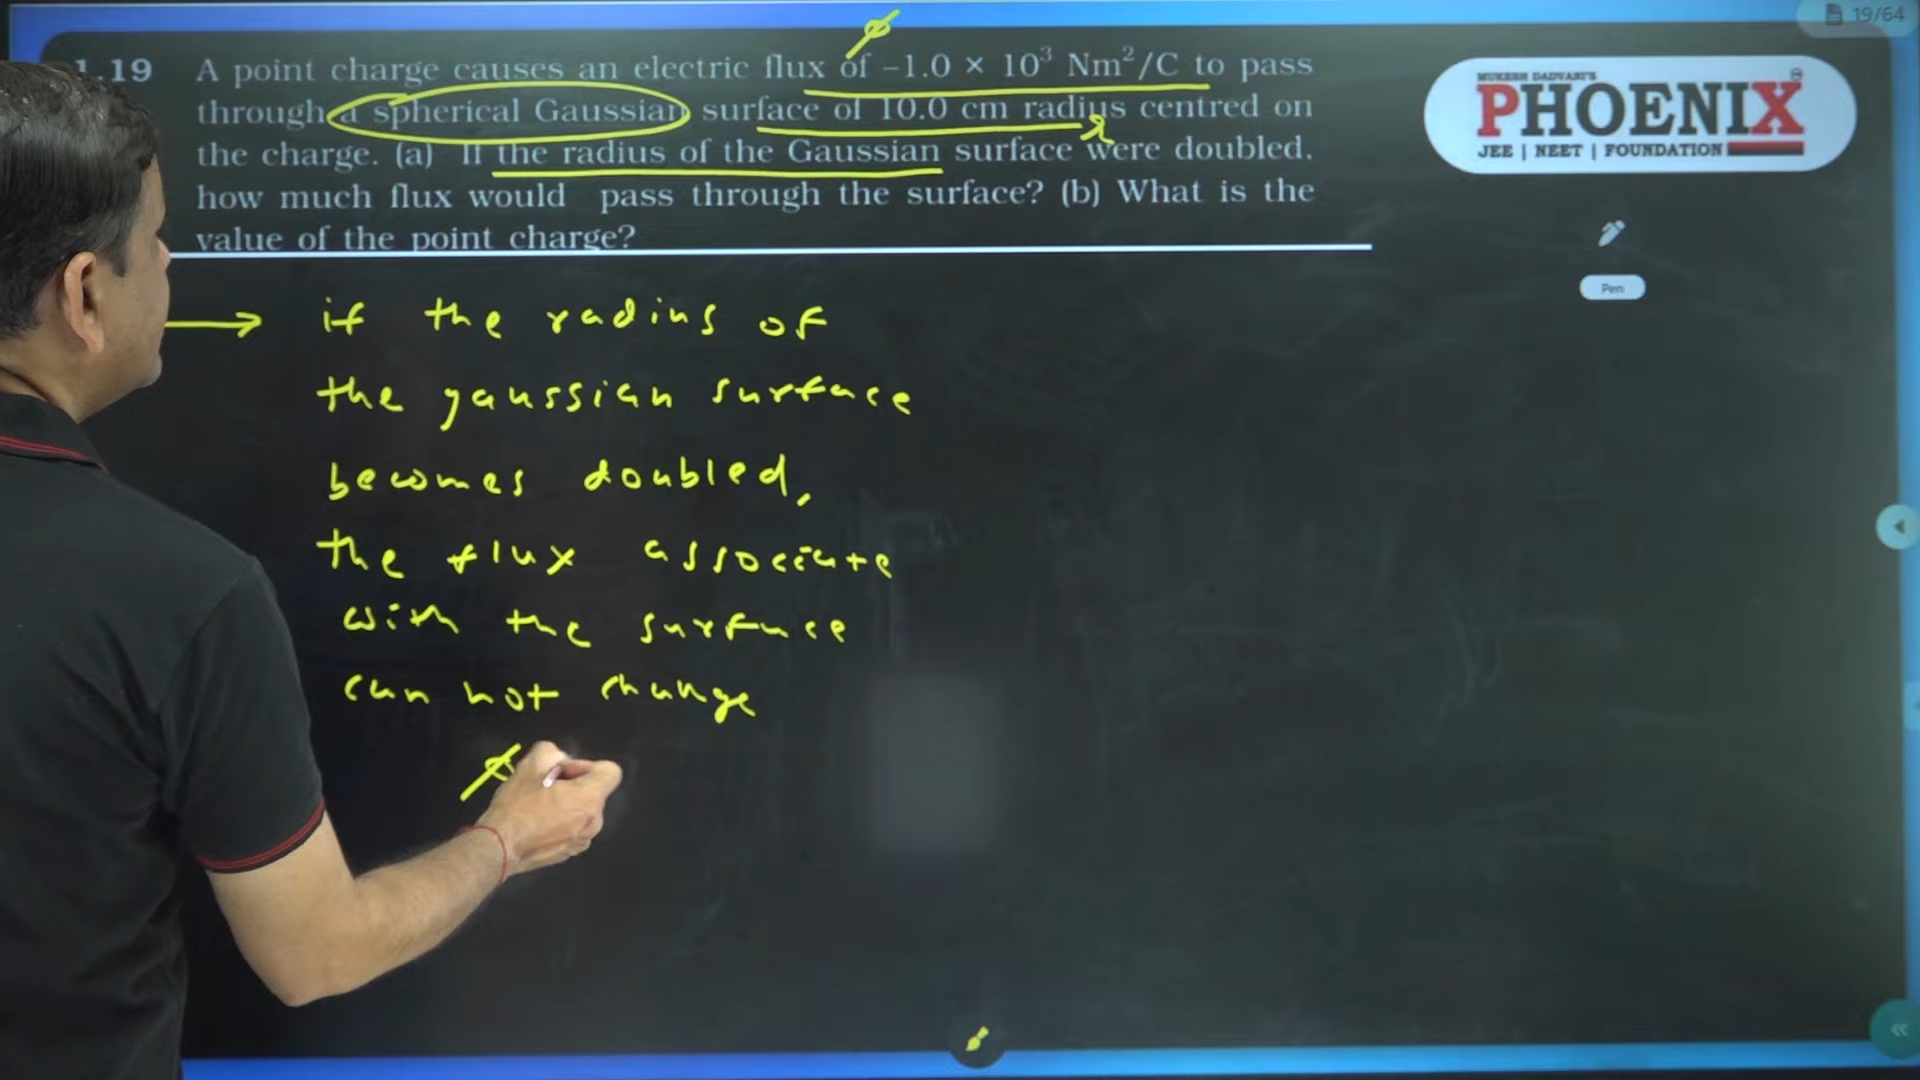 19/64
1.19 A point charge causes an electric flux of –1.0 × 10³ Nm²/C to pass
through a spherical Gaussian surface of 10.0 cm radius centred on
the charge. (a) If the radius of the Gaussian surface were doubled,
how much flux would pass through the surface? (b) What is the
value of the point charge?
MUKESH DADVANI'S
PHOENIX
JEE | NEET | FOUNDATION
Pen
ϕ
r
→ if the radius of
the gaussian surface
becomes doubled,
the flux associate
with the surface
can not change
ϕ